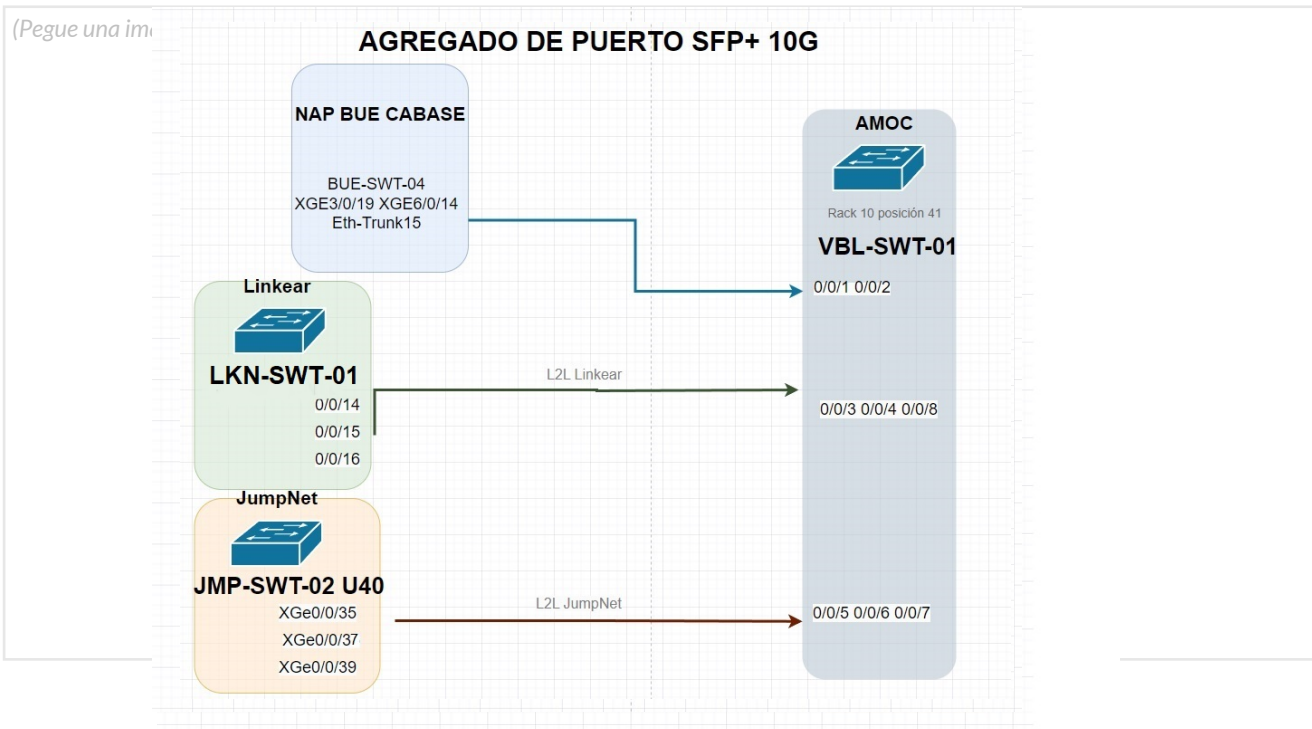 (Pegue una im
AGREGADO DE PUERTO SFP+ 10G
NAP BUE CABASE
BUE-SWT-04
XGE3/0/19 XGE6/0/14
Eth-Trunk15
AMOC
Rack 10 posición 41
VBL-SWT-01
0/0/1 0/0/2
Linkear
LKN-SWT-01
0/0/14
0/0/15
0/0/16
L2L Linkear
0/0/3 0/0/4 0/0/8
JumpNet
JMP-SWT-02 U40
XGe0/0/35
XGe0/0/37
XGe0/0/39
L2L JumpNet
0/0/5 0/0/6 0/0/7